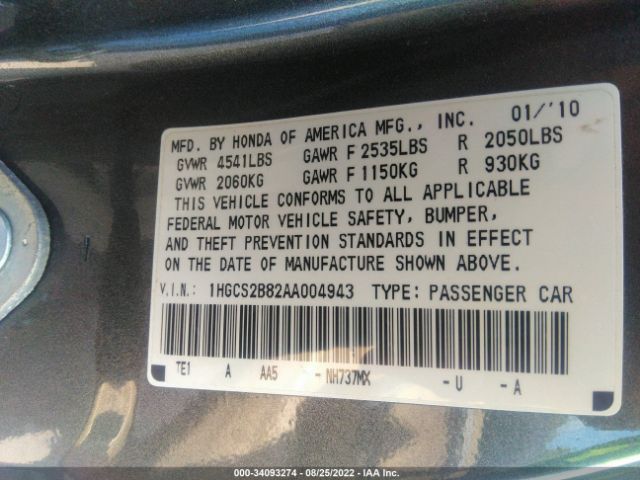 MFD. BY HONDA OF AMERICA MFG., INC. 01/'10
GVWR 4541LBS GAWR F 2535LBS R 2050LBS
GVWR 2060KG GAWR F 1150KG R 930KG
THIS VEHICLE CONFORMS TO ALL APPLICABLE
FEDERAL MOTOR VEHICLE SAFETY, BUMPER,
AND THEFT PREVENTION STANDARDS IN EFFECT
ON THE DATE OF MANUFACTURE SHOWN ABOVE.
V.I.N.: 1HGCS2B82AA004943 TYPE: PASSENGER CAR
TE1 A AA5 -NH737MX -U -A
000-34093274 - 08/25/2022 - IAA Inc.